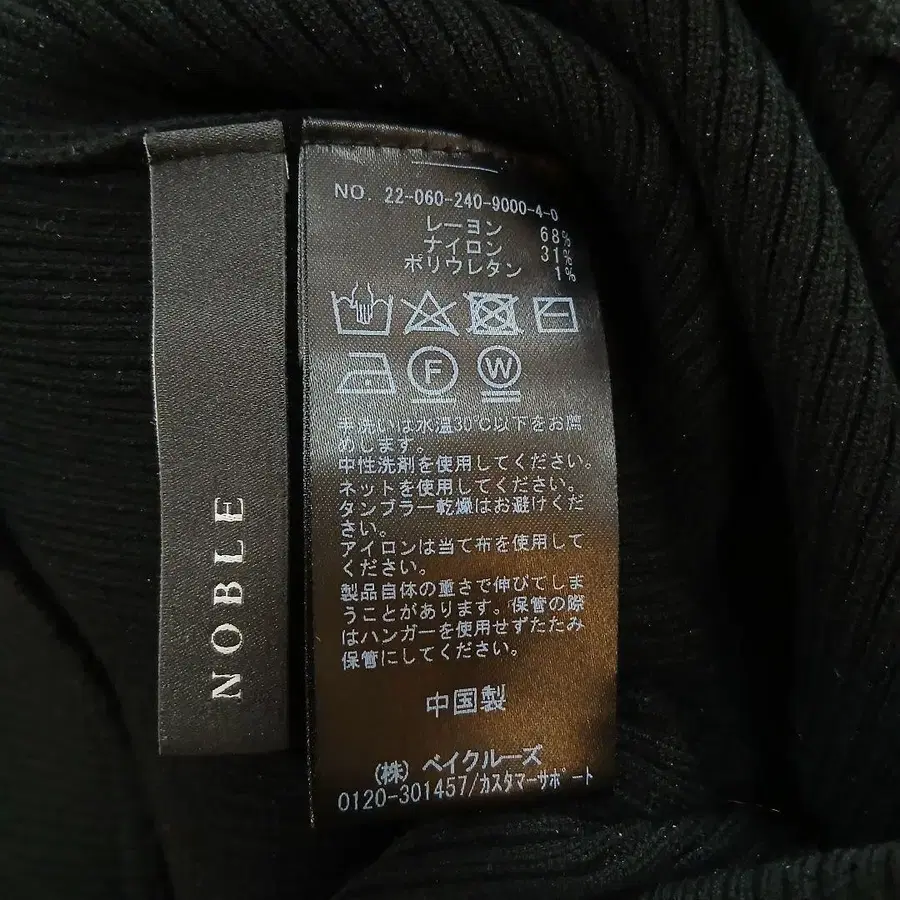 NOBLE
NO. 22-060-240-9000-4-0
レーヨン 68%
ナイロン 31%
ポリウレタン 1%
F W
手洗いは水温30℃以下をお薦
めします。
中性洗剤を使用してください。
ネットを使用してください。
タンブラー乾燥はお避けくだ
さい。
アイロンは当て布を使用して
ください。
製品自体の重さで伸びてしま
うことがあります。保管の際
はハンガーを使用せずたたみ
保管にしてください。
中国製
(株) ベイクルーズ
0120-301457/カスタマーサポート